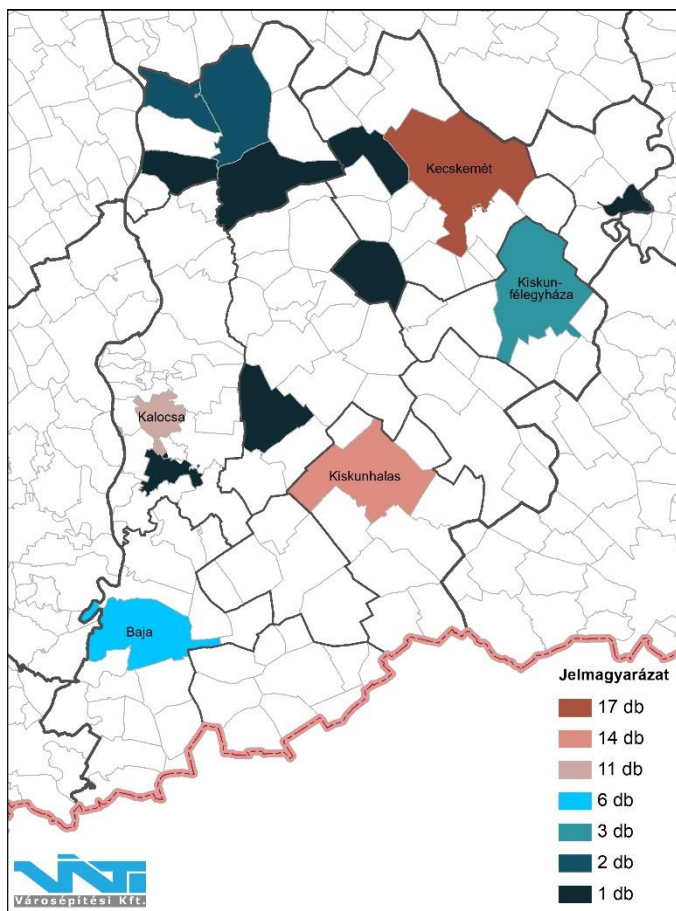 Kecskemét
Kiskun-
félegyháza
Kalocsa
Kiskunhalas
Baja
Jelmagyarázat
17 db
14 db
11 db
6 db
3 db
2 db
1 db
VÁTI
Városépítési Kft.